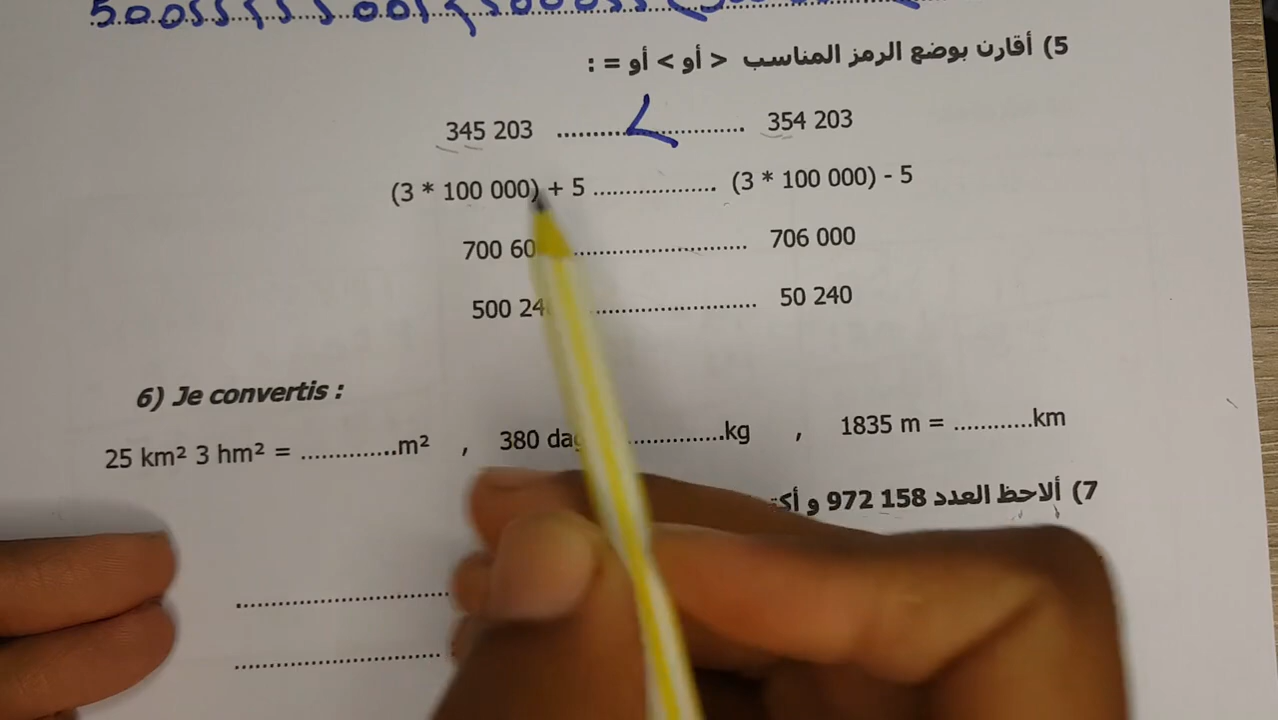 5) أقارن بوضع الرمز المناسب > أو < أو = :
345 203 ..........<............ 354 203
(3 * 100 000) + 5 .................. (3 * 100 000) - 5
700 60 ......................... 706 000
500 24 ........................ 50 240
6) Je convertis :
25 km² 3 hm² = ..............m² , 380 dag ..............kg , 1835 m = ............km
7) ألاحظ العدد 158 972 و